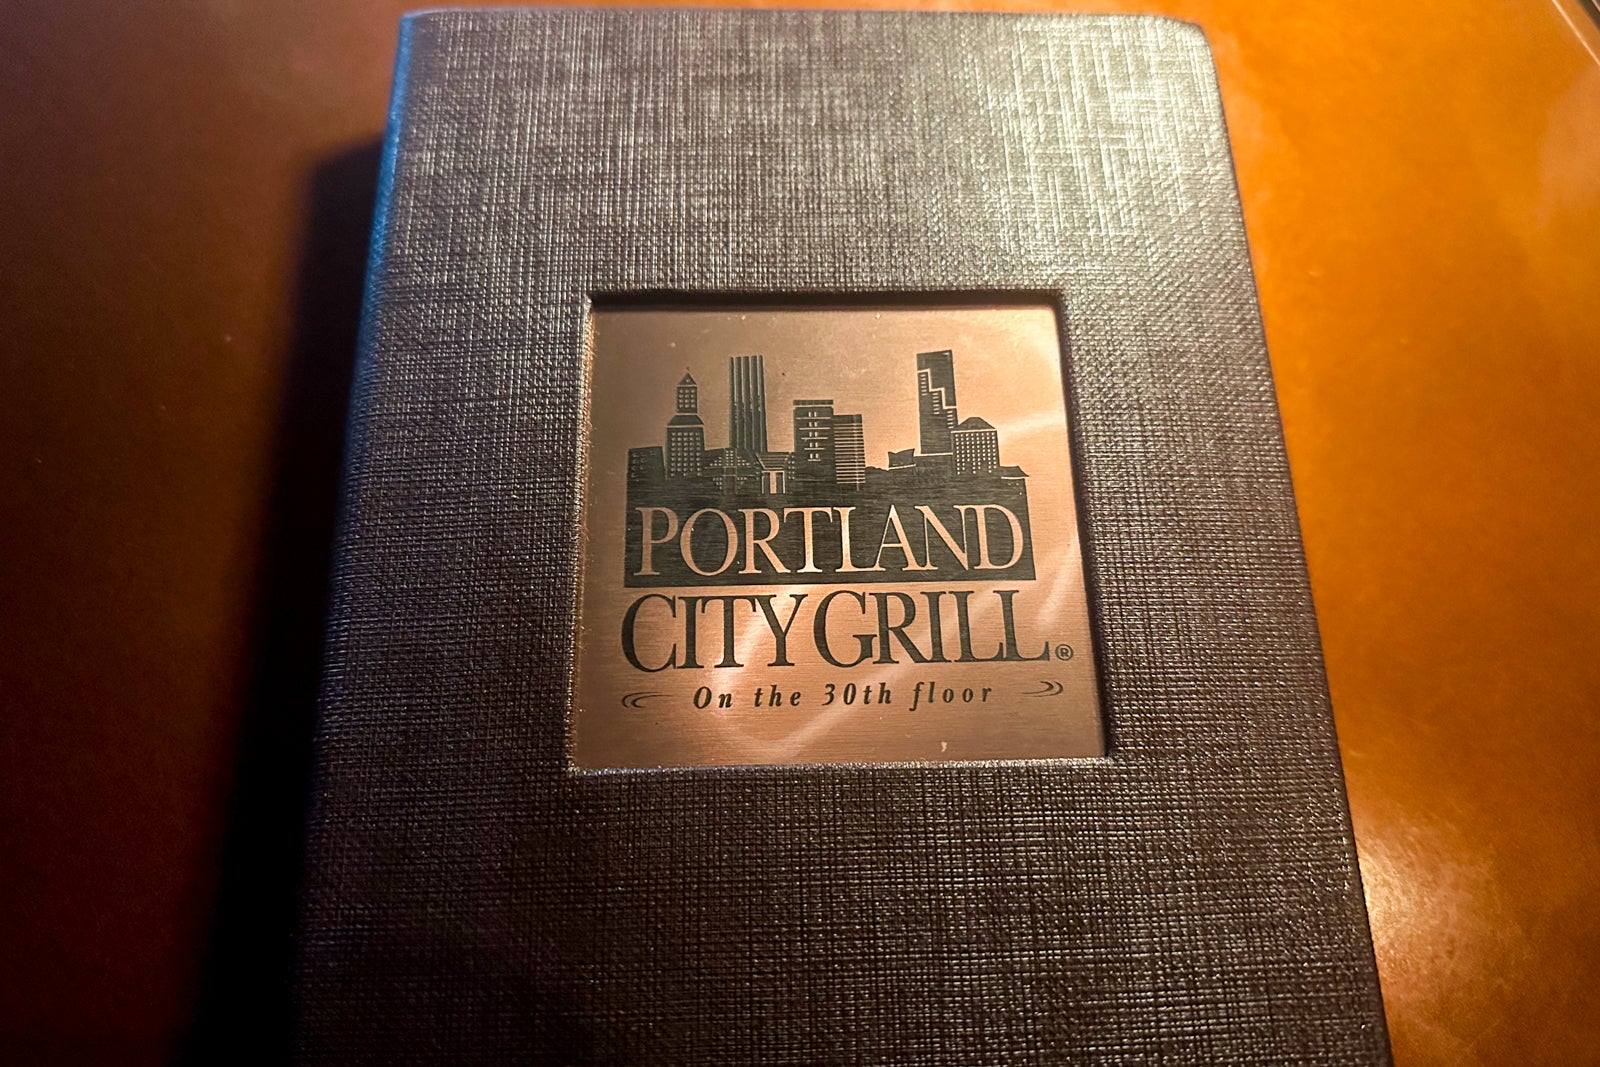 PORTLAND
CITY GRILL®
On the 30th floor